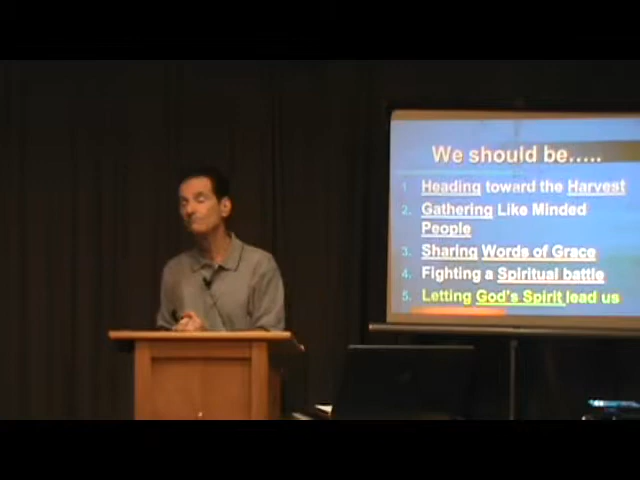 We should be.....
1. Heading toward the Harvest
2. Gathering Like Minded
People
3. Sharing Words of Grace
4. Fighting a Spiritual battle
5. Letting God's Spirit lead us